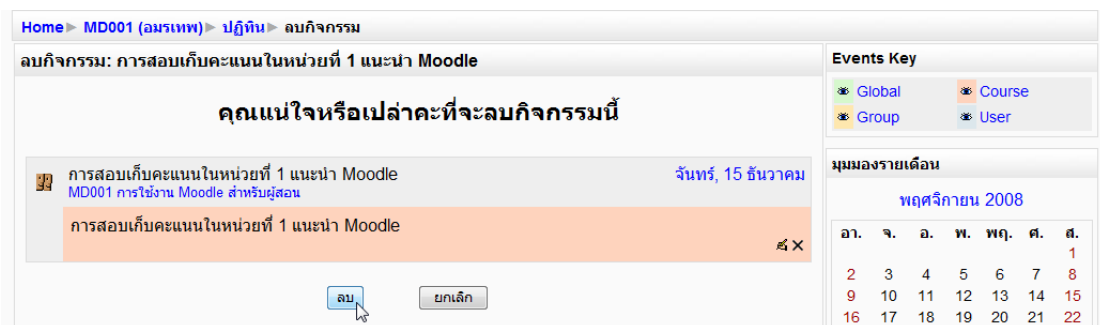 Home► MD001 (อมรเทพ)► ปฏิทิน► ลบกิจกรรม
ลบกิจกรรม: การสอบเก็บคะแนนในหน่วยที่ 1 แนะนำ Moodle
คุณแน่ใจหรือเปล่าคะที่จะลบกิจกรรมนี้
การสอบเก็บคะแนนในหน่วยที่ 1 แนะนำ Moodle จันทร์, 15 ธันวาคม
MD001 การใช้งาน Moodle สำหรับผู้สอน
การสอบเก็บคะแนนในหน่วยที่ 1 แนะนำ Moodle
ลบ ยกเลิก
Events Key
Global Course
Group User
มุมมองรายเดือน
พฤศจิกายน 2008
อา. จ. อ. พ. พฤ. ศ. ส.
1
2 3 4 5 6 7 8
9 10 11 12 13 14 15
16 17 18 19 20 21 22